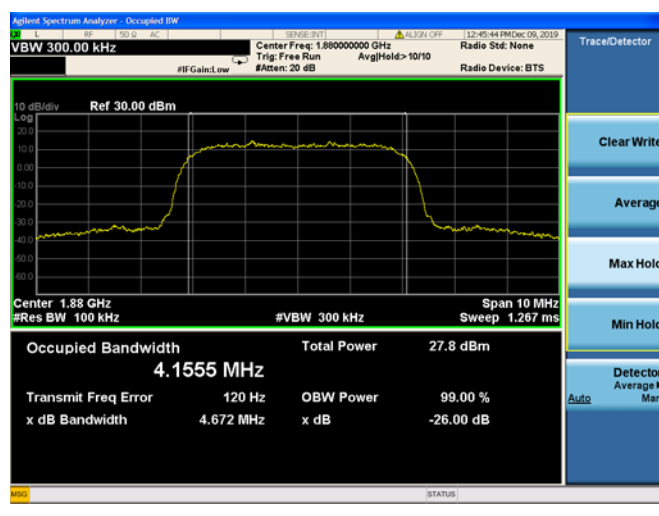 Agilent Spectrum Analyzer - Occupied BW
L RF 50 Ω AC SENSE:INT ALIGN OFF 12:45:44 PM Dec 09, 2019
VBW 300.00 kHz Center Freq: 1.880000000 GHz Radio Std: None
Trig: Free Run Avg|Hold:> 10/10
#IFGain:Low #Atten: 20 dB Radio Device: BTS
Trace/Detector
10 dB/div Ref 30.00 dBm
Log
20.0
10.0
0.00
-10.0
-20.0
-30.0
-40.0
-50.0
-60.0
Center 1.88 GHz Span 10 MHz
#Res BW 100 kHz #VBW 300 kHz Sweep 1.267 ms
Occupied Bandwidth Total Power 27.8 dBm
4.1555 MHz
Transmit Freq Error 120 Hz OBW Power 99.00 %
x dB Bandwidth 4.672 MHz x dB -26.00 dB
Clear Write
Average
Max Hold
Min Hold
Detector
Average
Auto Man
MSG STATUS